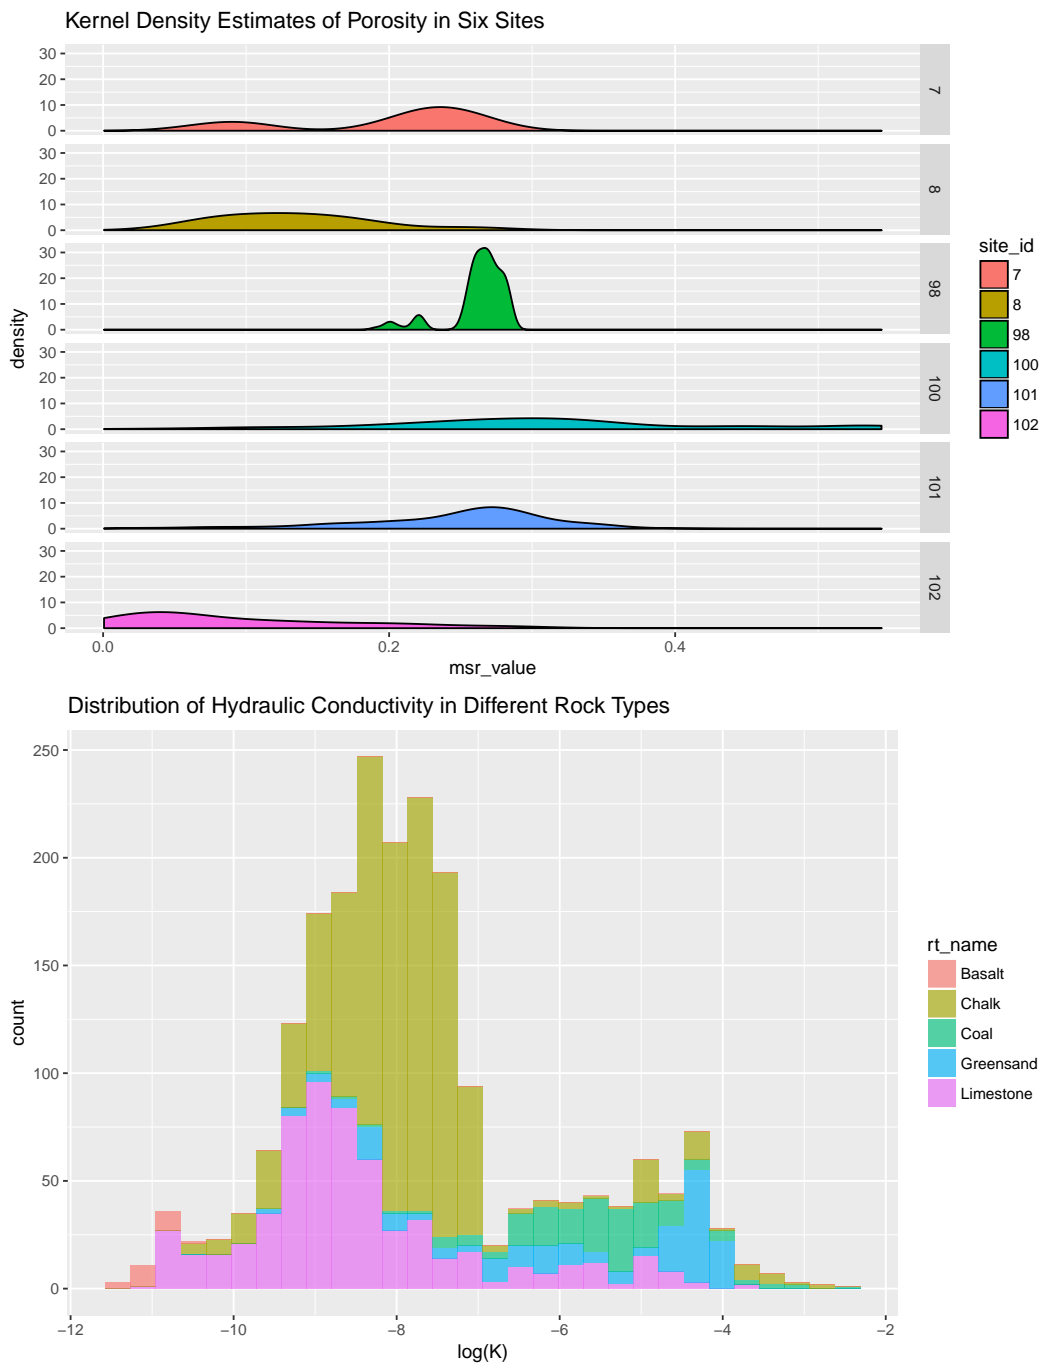 Kernel Density Estimates of Porosity in Six Sites
30
20
10
0
7
30
20
10
0
8
30
20
10
0
98
30
20
10
0
100
30
20
10
0
101
30
20
10
0
102
density
0.0 0.2 0.4
msr_value
site_id
7
8
98
100
101
102
Distribution of Hydraulic Conductivity in Different Rock Types
250
200
150
100
50
0
count
−12 −10 −8 −6 −4 −2
log(K)
rt_name
Basalt
Chalk
Coal
Greensand
Limestone